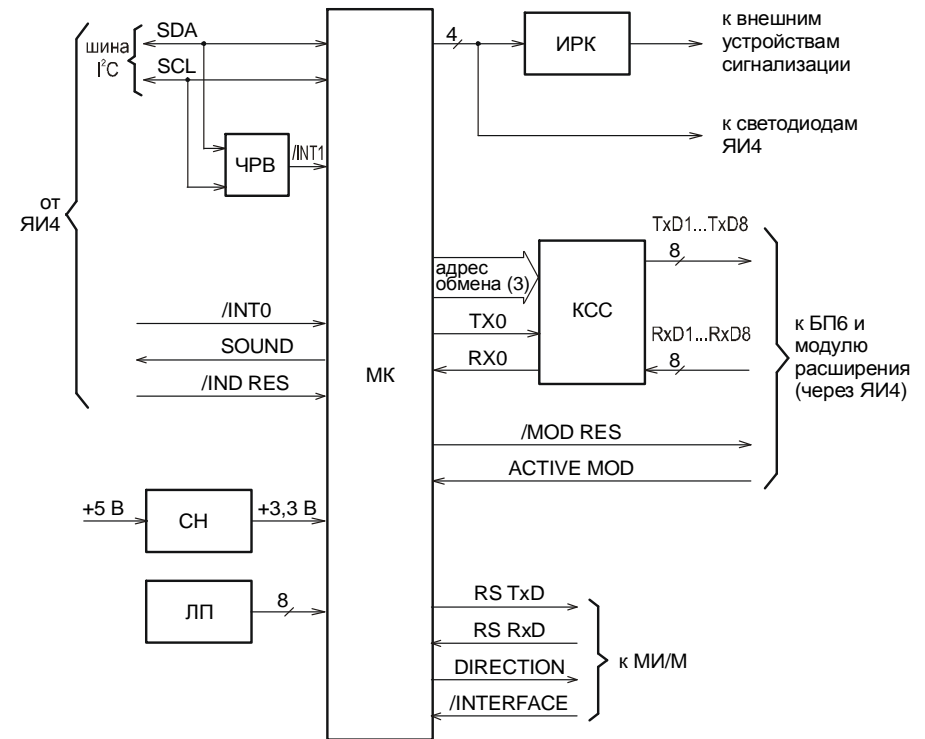 шина
I²C
SDA
SCL
ЧРВ
/INT1
от
ЯИ4
/INT0
SOUND
/IND RES
+5 В
СН
+3,3 В
ЛП
8
МК
4
ИРК
к внешним
устройствам
сигнализации
к светодиодам
ЯИ4
адрес
обмена (3)
TX0
RX0
КСС
TxD1...TxD8
8
RxD1...RxD8
8
к БП6 и
модулю
расширения
(через ЯИ4)
/MOD RES
ACTIVE MOD
RS TxD
RS RxD
DIRECTION
/INTERFACE
к МИ/М